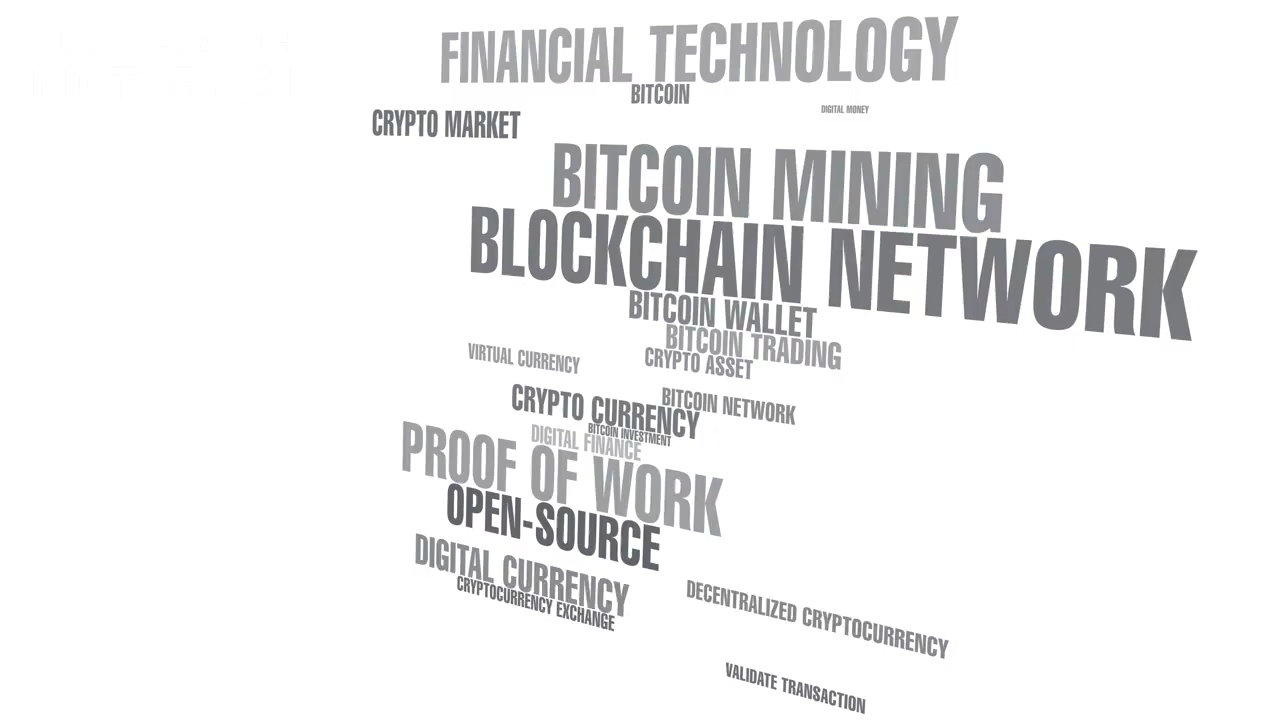 FINANCIAL TECHNOLOGY
BITCOIN
DIGITAL MONEY
CRYPTO MARKET
BITCOIN MINING
BLOCKCHAIN NETWORK
BITCOIN WALLET
BITCOIN TRADING
VIRTUAL CURRENCY
CRYPTO ASSET
CRYPTO CURRENCY
BITCOIN NETWORK
BITCOIN INVESTMENT
DIGITAL FINANCE
PROOF OF WORK
OPEN-SOURCE
DIGITAL CURRENCY
CRYPTOCURRENCY EXCHANGE
DECENTRALIZED CRYPTOCURRENCY
VALIDATE TRANSACTION